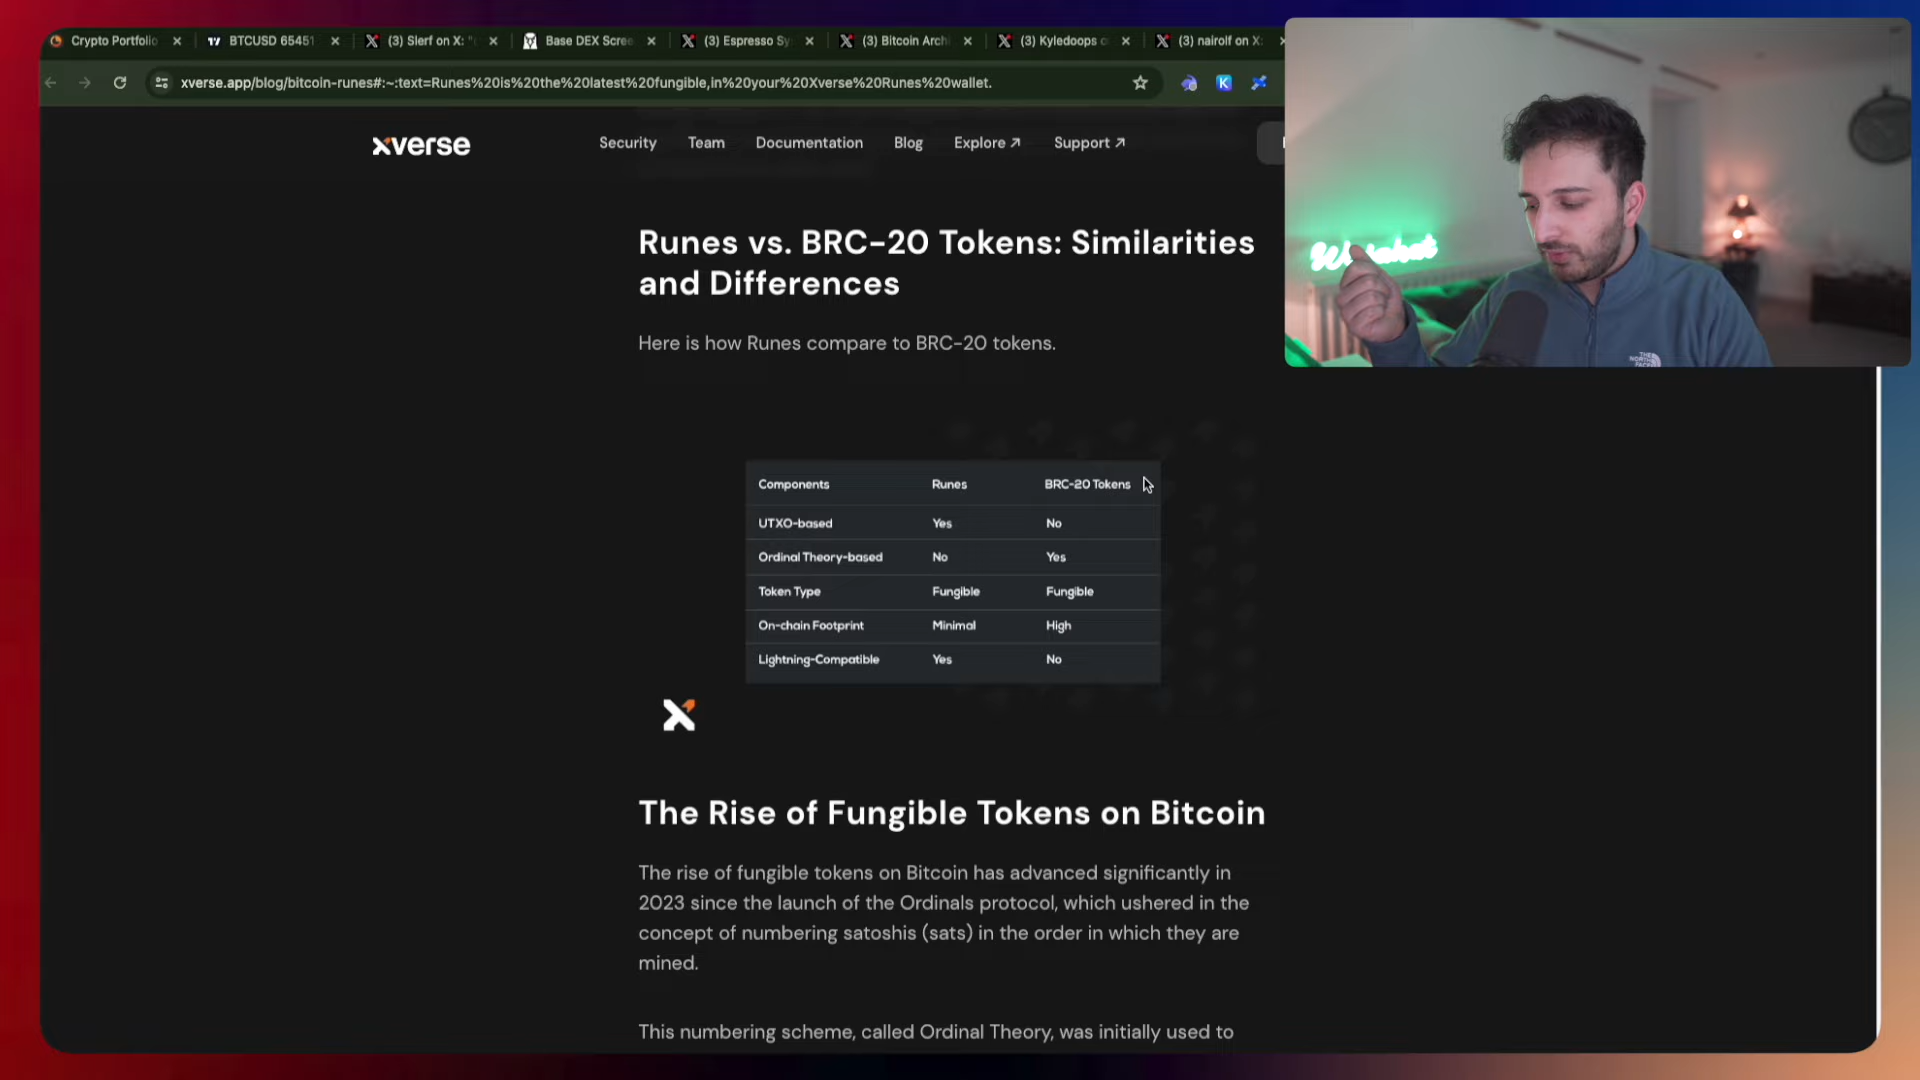 Crypto Portfolio
BTCUSD 65451
(3) Slerf on X: "
Base DEX Scre
(3) Espresso Sy
(3) Bitcoin Arch
(3) Kyledoops o
(3) nairolf on X:
xverse.app/blog/bitcoin-runes#:~:text=Runes%20is%20the%20latest%20fungible,in%20your%20Xverse%20Runes%20wallet.
xverse
Security
Team
Documentation
Blog
Explore ↗
Support ↗
Runes vs. BRC-20 Tokens: Similarities
and Differences
Here is how Runes compare to BRC-20 tokens.
Components Runes BRC-20 Tokens
UTXO-based Yes No
Ordinal Theory-based No Yes
Token Type Fungible Fungible
On-chain Footprint Minimal High
Lightning-Compatible Yes No
The Rise of Fungible Tokens on Bitcoin
The rise of fungible tokens on Bitcoin has advanced significantly in
2023 since the launch of the Ordinals protocol, which ushered in the
concept of numbering satoshis (sats) in the order in which they are
mined.
This numbering scheme, called Ordinal Theory, was initially used to
THE
NORTH
FACE